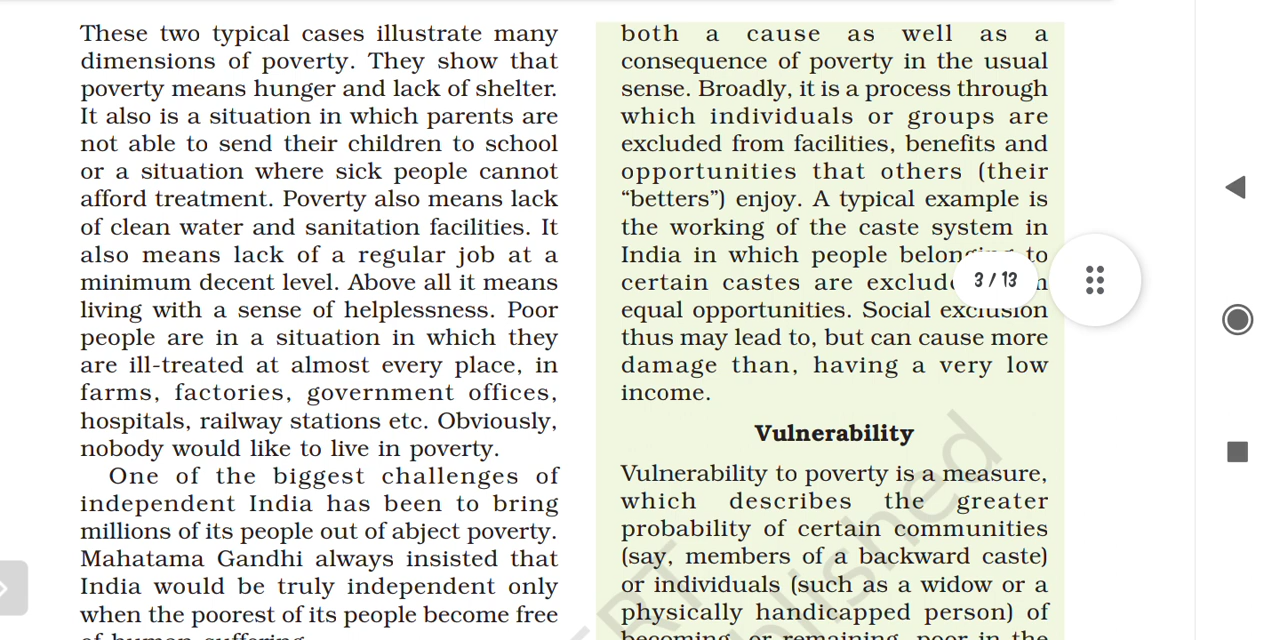 These two typical cases illustrate many
dimensions of poverty. They show that
poverty means hunger and lack of shelter.
It also is a situation in which parents are
not able to send their children to school
or a situation where sick people cannot
afford treatment. Poverty also means lack
of clean water and sanitation facilities. It
also means lack of a regular job at a
minimum decent level. Above all it means
living with a sense of helplessness. Poor
people are in a situation in which they
are ill-treated at almost every place, in
farms, factories, government offices,
hospitals, railway stations etc. Obviously,
nobody would like to live in poverty.
One of the biggest challenges of
independent India has been to bring
millions of its people out of abject poverty.
Mahatama Gandhi always insisted that
India would be truly independent only
when the poorest of its people become free
of human suffering.
both a cause as well as a
consequence of poverty in the usual
sense. Broadly, it is a process through
which individuals or groups are
excluded from facilities, benefits and
opportunities that others (their
“betters”) enjoy. A typical example is
the working of the caste system in
India in which people to
certain castes are
equal opportunities. Social exclusion
thus may lead to, but can cause more
damage than, having a very low
income.
Vulnerability
Vulnerability to poverty is a measure,
which describes the greater
probability of certain communities
(say, members of a backward caste)
or individuals (such as a widow or a
physically handicapped person) of
becoming, or remaining, poor in the
3 / 13